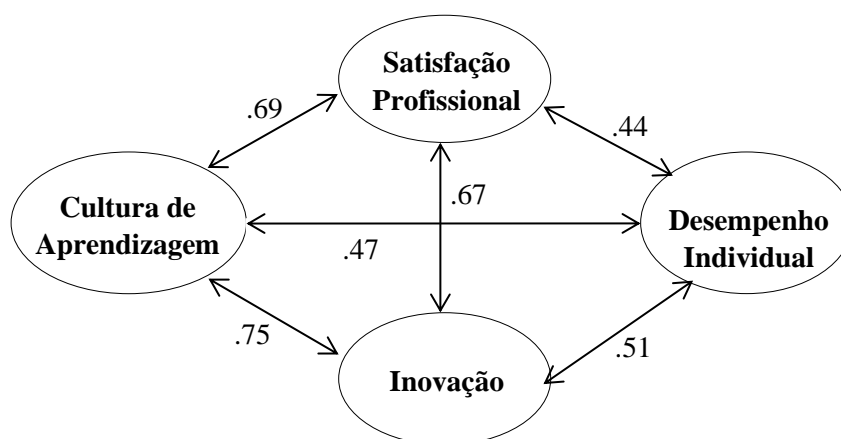 Satisfação
Profissional
.69
.44
Cultura de
Aprendizagem
.67
.47
Desempenho
Individual
.75
.51
Inovação